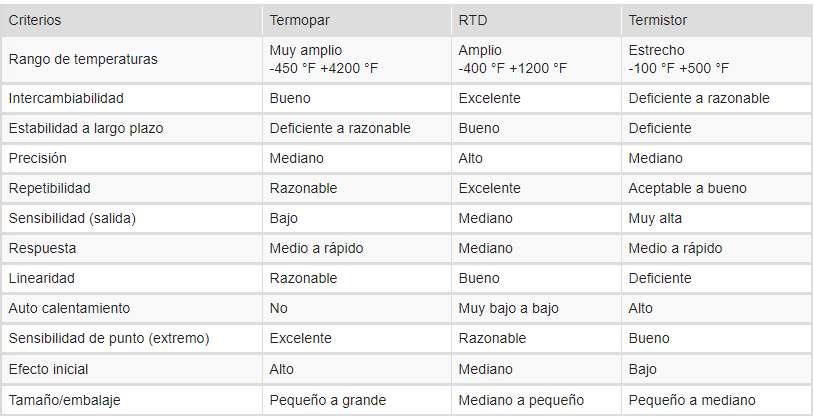 Criterios Termopar RTD Termistor
Rango de temperaturas Muy amplio Amplio Estrecho
-450 °F +4200 °F -400 °F +1200 °F -100 °F +500 °F
Intercambiabilidad Bueno Excelente Deficiente a razonable
Estabilidad a largo plazo Deficiente a razonable Bueno Deficiente
Precisión Mediano Alto Mediano
Repetibilidad Razonable Excelente Aceptable a bueno
Sensibilidad (salida) Bajo Mediano Muy alta
Respuesta Medio a rápido Mediano Medio a rápido
Linearidad Razonable Bueno Deficiente
Auto calentamiento No Muy bajo a bajo Alto
Sensibilidad de punto (extremo) Excelente Razonable Bueno
Efecto inicial Alto Mediano Bajo
Tamaño/embalaje Pequeño a grande Mediano a pequeño Pequeño a mediano